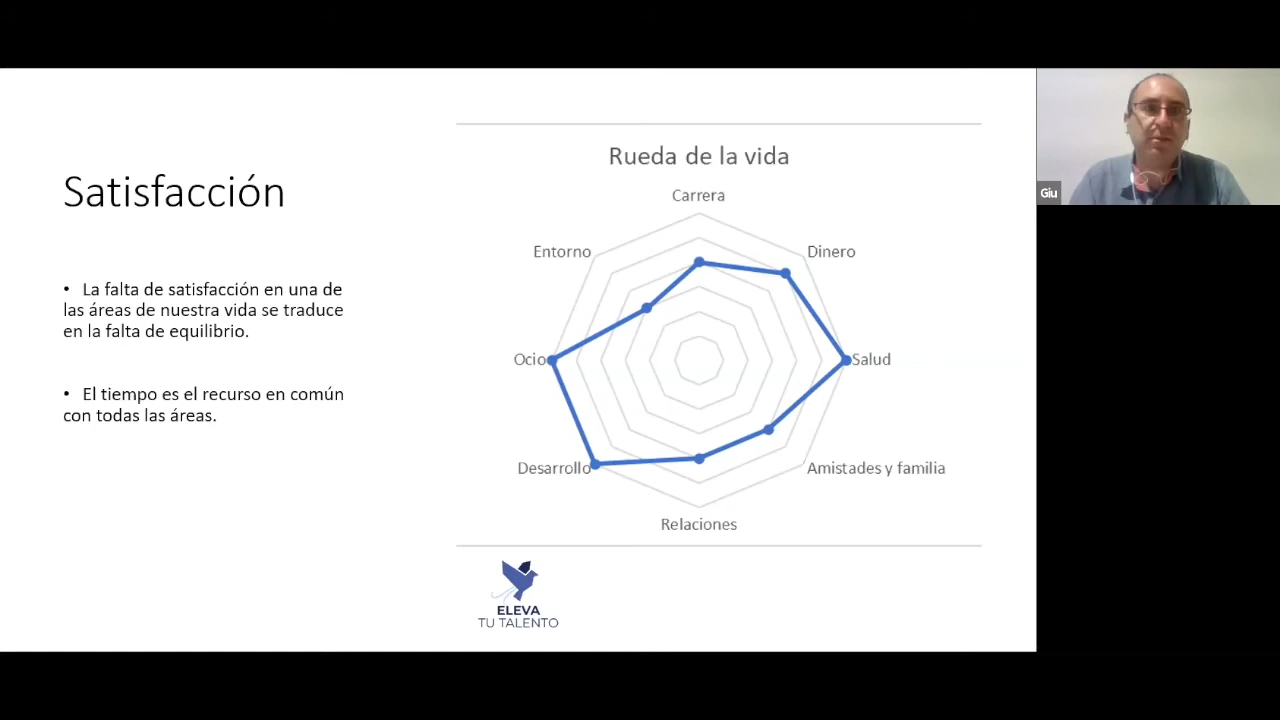 Satisfacción
• La falta de satisfacción en una de
las áreas de nuestra vida se traduce
en la falta de equilibrio.
• El tiempo es el recurso en común
con todas las áreas.
Rueda de la vida
Carrera
Entorno
Dinero
Ocio
Salud
Desarrollo
Amistades y familia
Relaciones
ELEVA
TU TALENTO
Giu